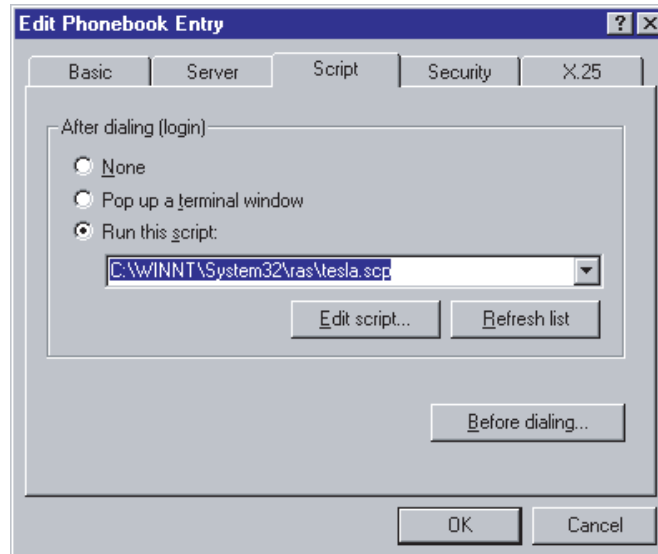 Edit Phonebook Entry
Basic Server Script Security X.25
After dialing (login)
None
Pop up a terminal window
Run this script:
C:\WINNT\System32\ras\tesla.scp
Edit script... Refresh list
Before dialing...
OK Cancel